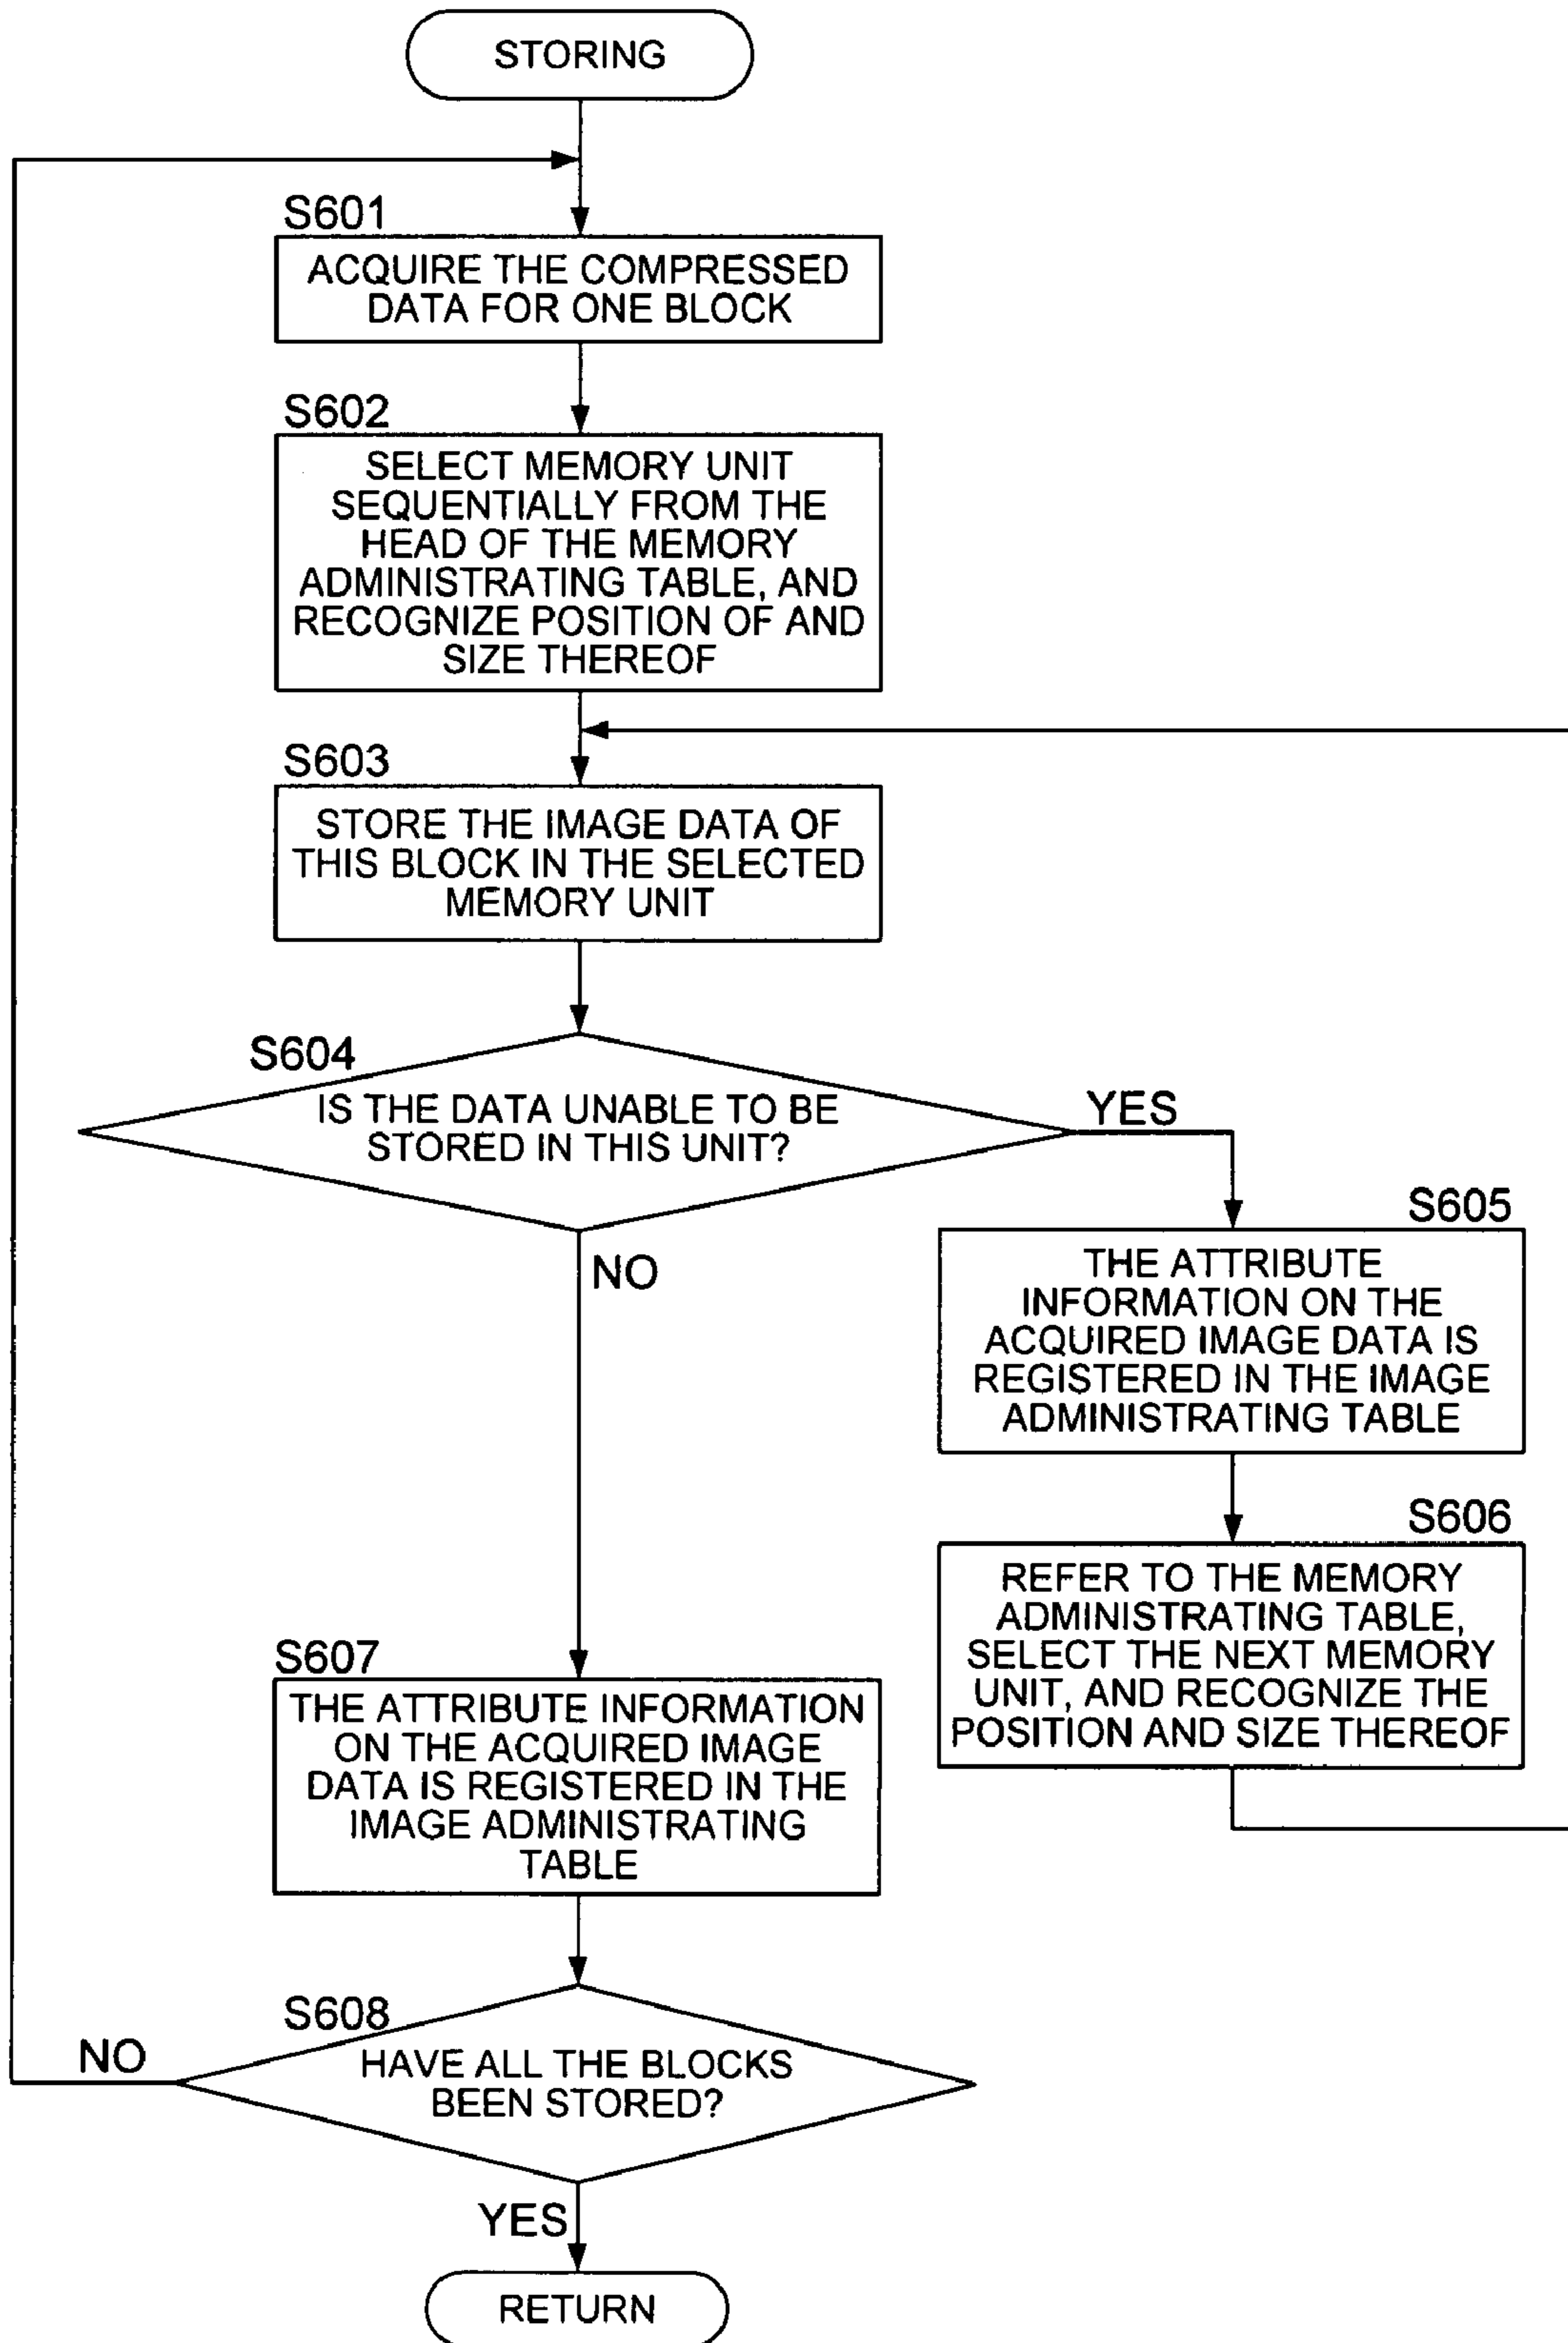 STORING
S601
ACQUIRE THE COMPRESSED
DATA FOR ONE BLOCK
S602
SELECT MEMORY UNIT
SEQUENTIALLY FROM THE
HEAD OF THE MEMORY
ADMINISTRATING TABLE, AND
RECOGNIZE POSITION OF AND
SIZE THEREOF
S603
STORE THE IMAGE DATA OF
THIS BLOCK IN THE SELECTED
MEMORY UNIT
S604
IS THE DATA UNABLE TO BE
STORED IN THIS UNIT?
YES
NO
S605
THE ATTRIBUTE
INFORMATION ON THE
ACQUIRED IMAGE DATA IS
REGISTERED IN THE IMAGE
ADMINISTRATING TABLE
S606
REFER TO THE MEMORY
ADMINISTRATING TABLE,
SELECT THE NEXT MEMORY
UNIT, AND RECOGNIZE THE
POSITION AND SIZE THEREOF
S607
THE ATTRIBUTE INFORMATION
ON THE ACQUIRED IMAGE
DATA IS REGISTERED IN THE
IMAGE ADMINISTRATING
TABLE
S608
HAVE ALL THE BLOCKS
BEEN STORED?
NO
YES
RETURN